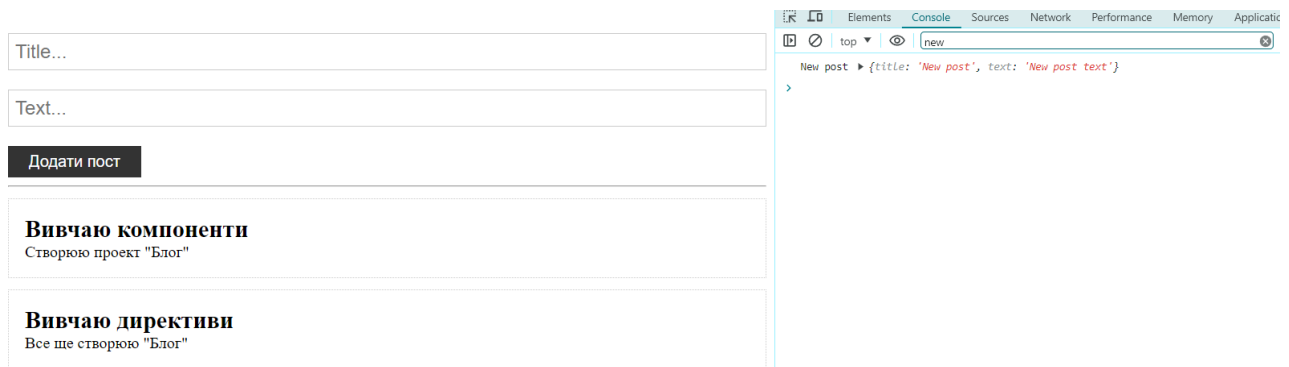 Title...
Text...
Додати пост
Вивчаю компоненти
Створюю проект "Блог"
Вивчаю директиви
Все ще створюю "Блог"
Elements Console Sources Network Performance Memory
top new
New post {title: 'New post', text: 'New post text'}